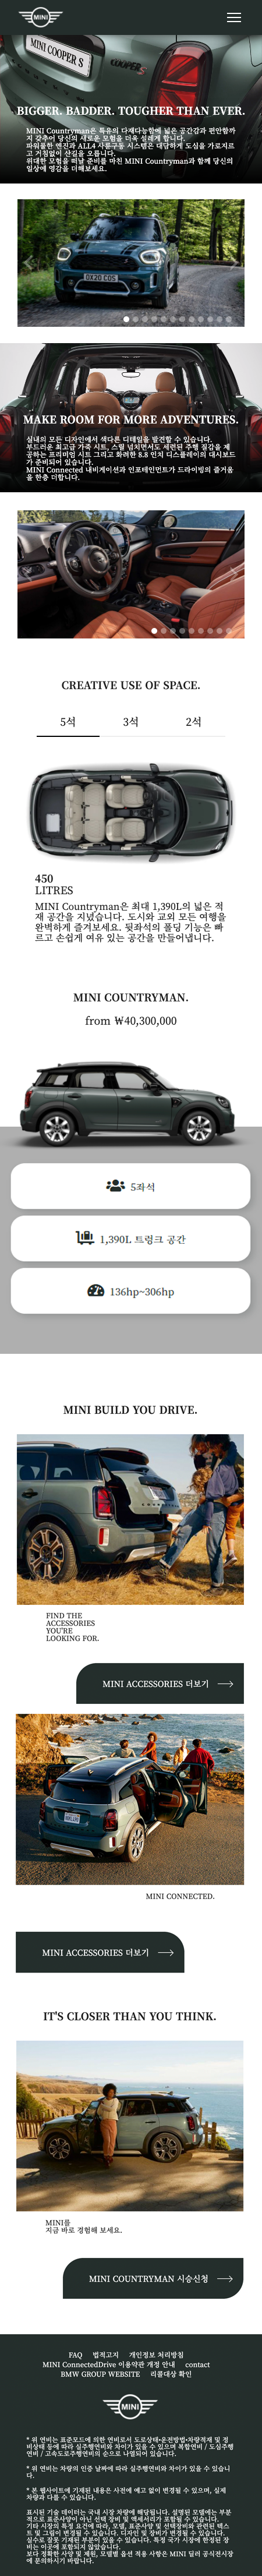 MINI
MINI COOPER S
BIGGER. BADDER. TOUGHER THAN EVER.
MINI Countryman은 특유의 다재다능함에 넓은 공간감과 편안함까
지 갖추어 당신의 새로운 모험을 더욱 설레게 합니다.
파워풀한 엔진과 ALL4 사륜구동 시스템은 대담하게 도심을 가로지르
고 거침없이 산길을 오릅니다.
위대한 모험을 떠날 준비를 마친 MINI Countryman과 함께 당신의
일상에 영감을 더해보세요.
DX20 COS
MAKE ROOM FOR MORE ADVENTURES.
실내의 모든 디자인에서 색다른 디테일을 발견할 수 있습니다.
부드러운 최고급 가죽 시트, 스릴 넘치면서도 세련된 주행 질감을 제
공하는 프리미엄 시트 그리고 화려한 8.8 인치 디스플레이의 대시보드
가 준비되어 있습니다.
MINI Connected 내비게이션과 인포테인먼트가 드라이빙의 즐거움
을 한층 더합니다.
CREATIVE USE OF SPACE.
5석 3석 2석
450
LITRES
MINI Countryman은 최대 1,390L의 넓은 적
재 공간을 지녔습니다. 도시와 교외 모든 여행을
완벽하게 즐겨보세요. 뒷좌석의 폴딩 기능은 빠
르고 손쉽게 여유 있는 공간을 만들어냅니다.
MINI COUNTRYMAN.
from ₩40,300,000
5좌석
1,390L 트렁크 공간
136hp~306hp
MINI BUILD YOU DRIVE.
FIND THE
ACCESSORIES
YOU'RE
LOOKING FOR.
MINI ACCESSORIES 더보기
MINI CONNECTED.
MINI ACCESSORIES 더보기
IT'S CLOSER THAN YOU THINK.
MINI를
지금 바로 경험해 보세요.
MINI COUNTRYMAN 시승신청
FAQ 법적고지 개인정보 처리방침
MINI ConnectedDrive 이용약관 개정 안내 contact
BMW GROUP WEBSITE 리콜대상 확인
MINI
* 위 연비는 표준모드에 의한 연비로서 도로상태•운전방법•차량적재 및 정
비상태 등에 따라 실주행연비와 차이가 있을 수 있으며 복합연비 / 도심주행
연비 / 고속도로주행연비의 순으로 나열되어 있습니다.
* 위 연비는 차량의 인증 날짜에 따라 실주행연비와 차이가 있을 수 있습니
다.
* 본 웹사이트에 기재된 내용은 사전에 예고 없이 변경될 수 있으며, 실제
차량과 다를 수 있습니다.
표시된 기술 데이터는 국내 시장 차량에 해당됩니다. 설명된 모델에는 부분
적으로 표준사양이 아닌 선택 장비 및 액세서리가 포함될 수 있습니다.
기타 시장의 특정 요건에 따라, 모델, 표준사양 및 선택장비와 관련된 텍스
트 및 그림이 변경될 수 있습니다. 디자인 및 장비가 변경될 수 있습니다.
실수로 잘못 기재된 부분이 있을 수 있습니다. 특정 국가 시장에 한정된 장
비는 이곳에 포함되지 않았습니다.
보다 정확한 사양 및 제원, 모델별 옵션 적용 사항은 MINI 딜러 공식전시장
에 문의하시기 바랍니다.